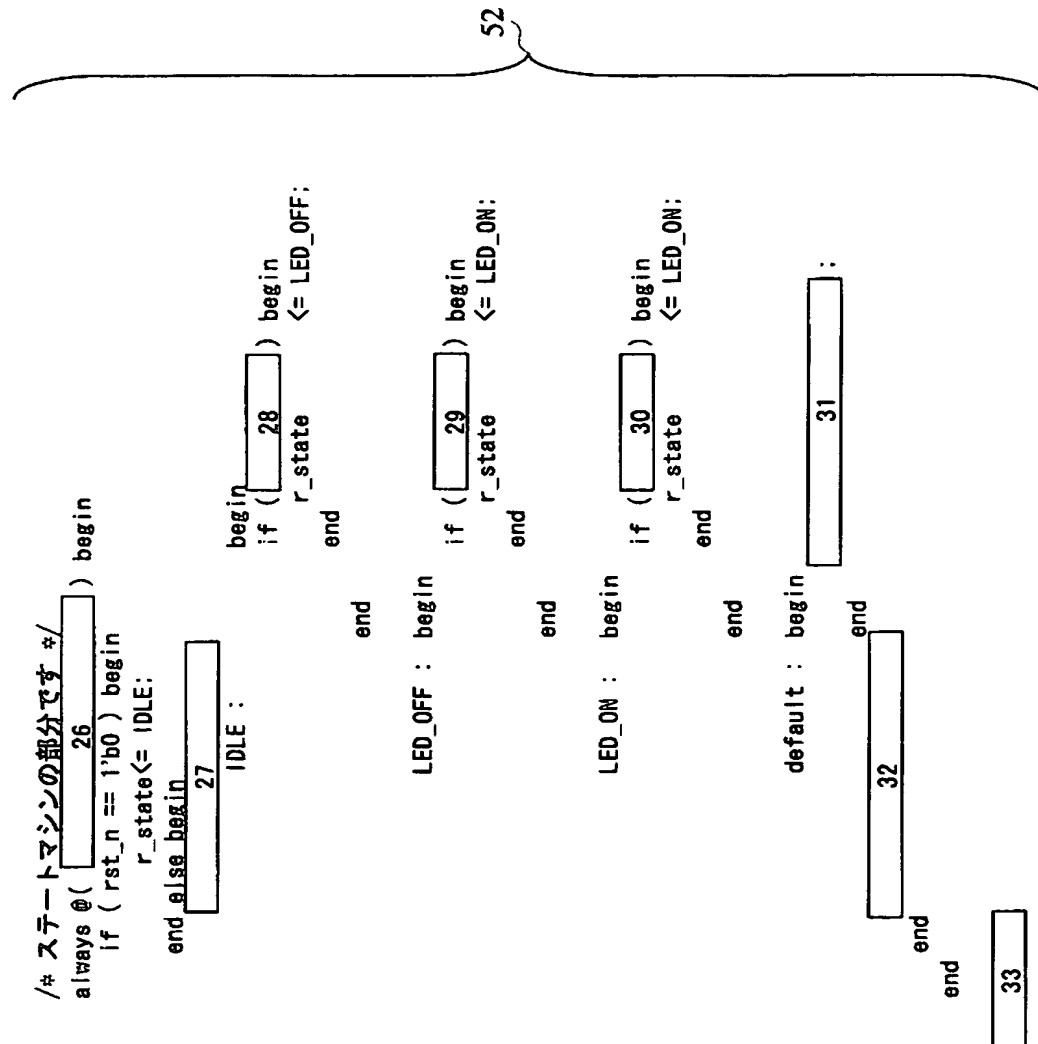 /* ステートマシンの部分です */
always @( 26 ) begin
if ( rst_n == 1'b0 ) begin
r_state<= IDLE;
end else begin
27
IDLE : begin
if ( 28 ) begin
r_state <= LED_OFF;
end
end
LED_OFF : begin
if ( 29 ) begin
r_state <= LED_ON;
end
end
LED_ON : begin
if ( 30 ) begin
r_state <= LED_ON;
end
end
default : begin
31 ;
end
32
end
end
33
52